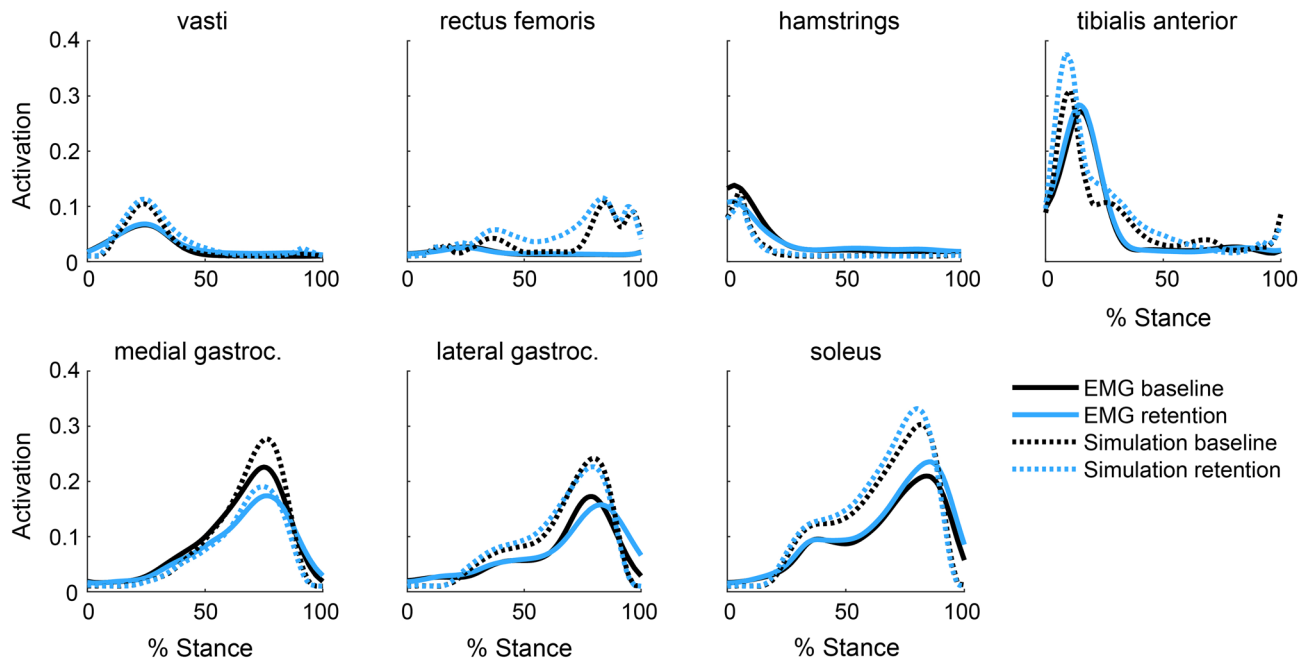 vasti
rectus femoris
hamstrings
tibialis anterior
Activation
0.4
0.3
0.2
0.1
0
0 50 100
0 50 100
0 50 100
0 50 100
% Stance
medial gastroc.
lateral gastroc.
soleus
Activation
0.4
0.3
0.2
0.1
0
0 50 100
0 50 100
0 50 100
% Stance
% Stance
% Stance
EMG baseline
EMG retention
Simulation baseline
Simulation retention